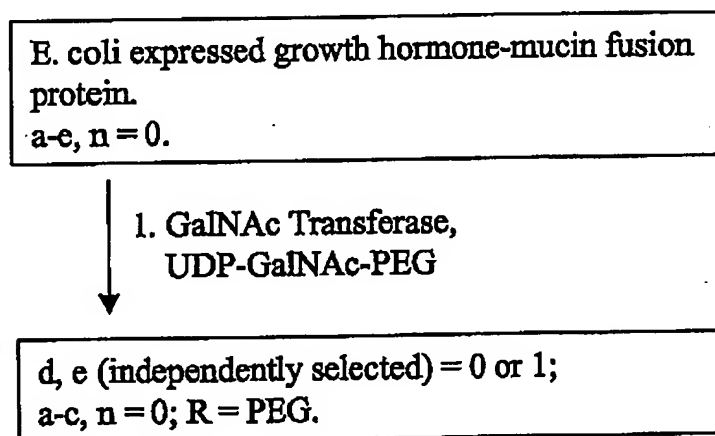 E. coli expressed growth hormone-mucin fusion
protein.
a-e, n = 0.
1. GalNAc Transferase,
UDP-GalNAc-PEG
d, e (independently selected) = 0 or 1;
a-c, n = 0; R = PEG.